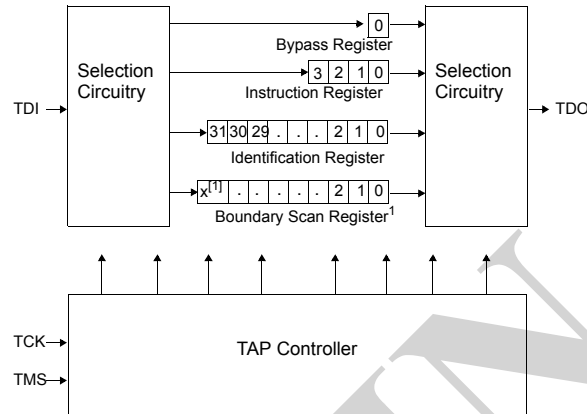 0
Bypass Register
Selection
Circuitry
3 2 1 0
Instruction Register
Selection
Circuitry
TDI
TDO
31 30 29 . . . 2 1 0
Identification Register
x[1] . . . . . 2 1 0
Boundary Scan Register1
TCK
TAP Controller
TMS